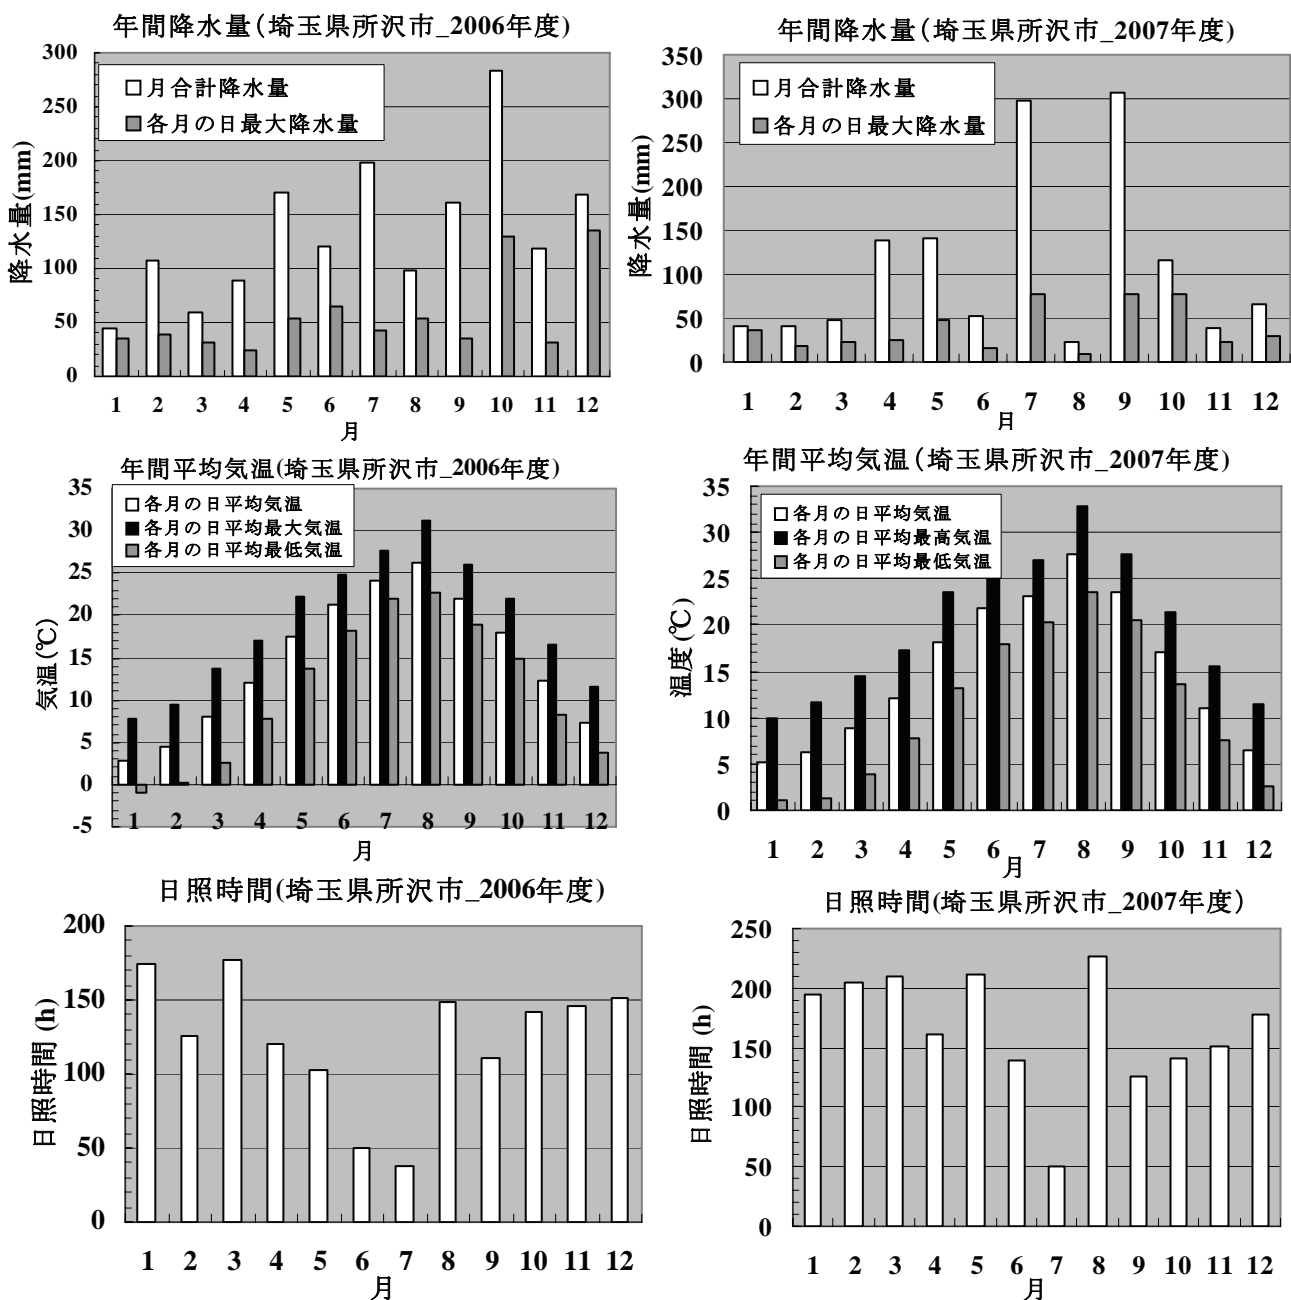 年間降水量(埼玉県所沢市_2006年度)
300
250
200
150
100
50
0
降水量(mm)
月合計降水量
各月の日最大降水量
1 2 3 4 5 6 7 8 9 10 11 12
月
年間降水量(埼玉県所沢市_2007年度)
350
300
250
200
150
100
50
0
降水量(mm)
月合計降水量
各月の日最大降水量
1 2 3 4 5 6 7 8 9 10 11 12
月
年間平均気温(埼玉県所沢市_2006年度)
35
30
25
20
15
10
5
0
-5
気温(℃)
各月の日平均気温
各月の日平均最大気温
各月の日平均最低気温
1 2 3 4 5 6 7 8 9 10 11 12
月
年間平均気温(埼玉県所沢市_2007年度)
35
30
25
20
15
10
5
0
温度(℃)
各月の日平均気温
各月の日平均最高気温
各月の日平均最低気温
1 2 3 4 5 6 7 8 9 10 11 12
月
日照時間(埼玉県所沢市_2006年度)
200
150
100
50
0
日照時間 (h)
1 2 3 4 5 6 7 8 9 10 11 12
月
日照時間(埼玉県所沢市_2007年度)
250
200
150
100
50
0
日照時間 (h)
1 2 3 4 5 6 7 8 9 10 11 12
月